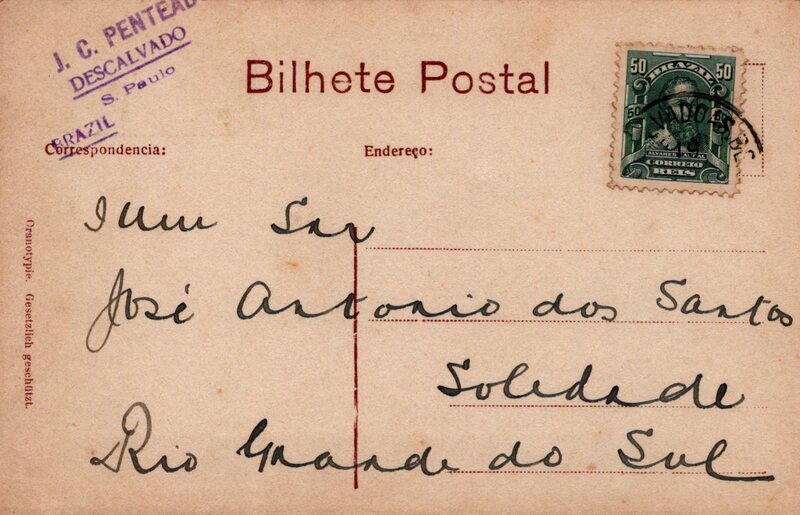 J. C. PENTEADO
DESCALVADO
S. Paulo
BRAZIL
Bilhete Postal
Correspondencia:
Endereço:
50 BRAZIL 50
CORREIO
REIS
Illmo Snr
José Antonio dos Santos
Soledade
Rio Grande do Sul
Cranotypie. Gesetzlich geschützt.